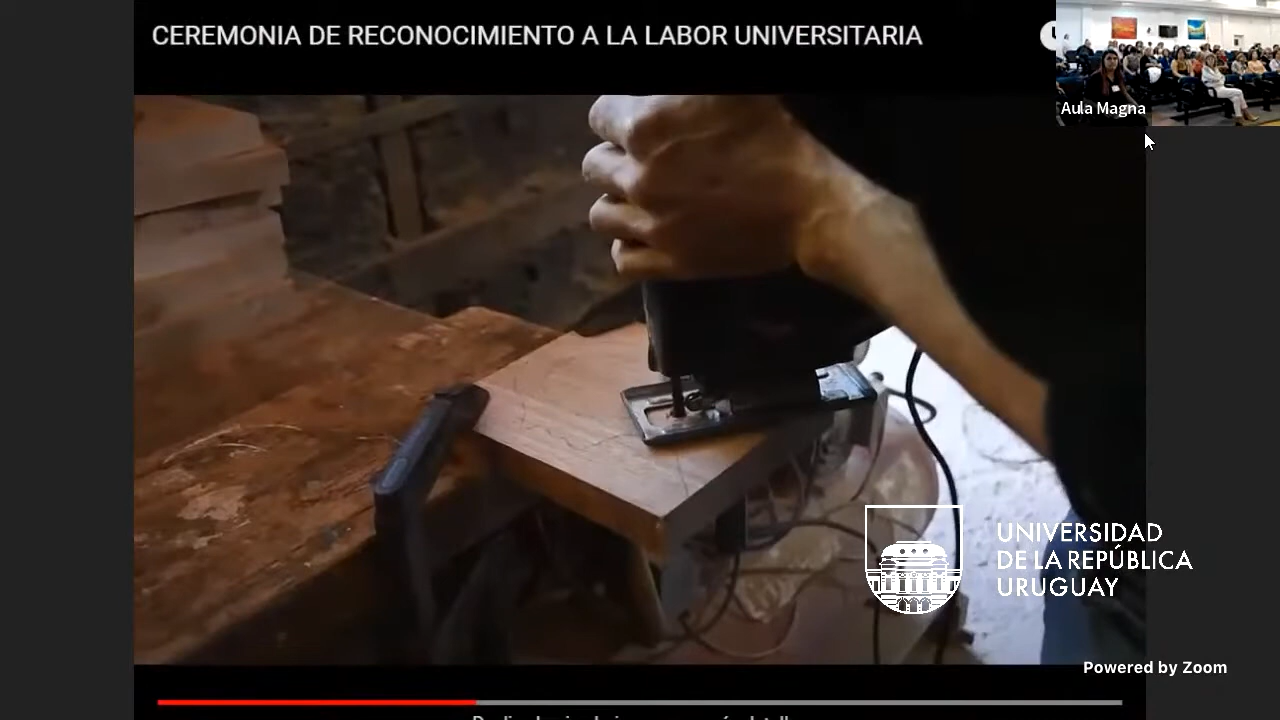 CEREMONIA DE RECONOCIMIENTO A LA LABOR UNIVERSITARIA
Aula Magna
UNIVERSIDAD
DE LA REPÚBLICA
URUGUAY
Powered by Zoom